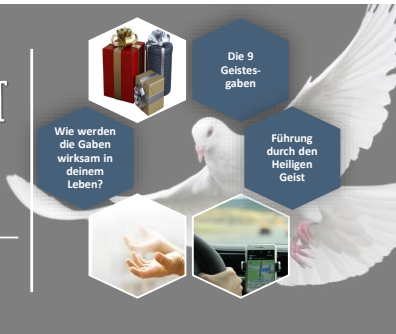 Die 9
Geistes-
gaben
Wie werden
die Gaben
wirksam in
deinem
Leben?
Führung
durch den
Heiligen
Geist